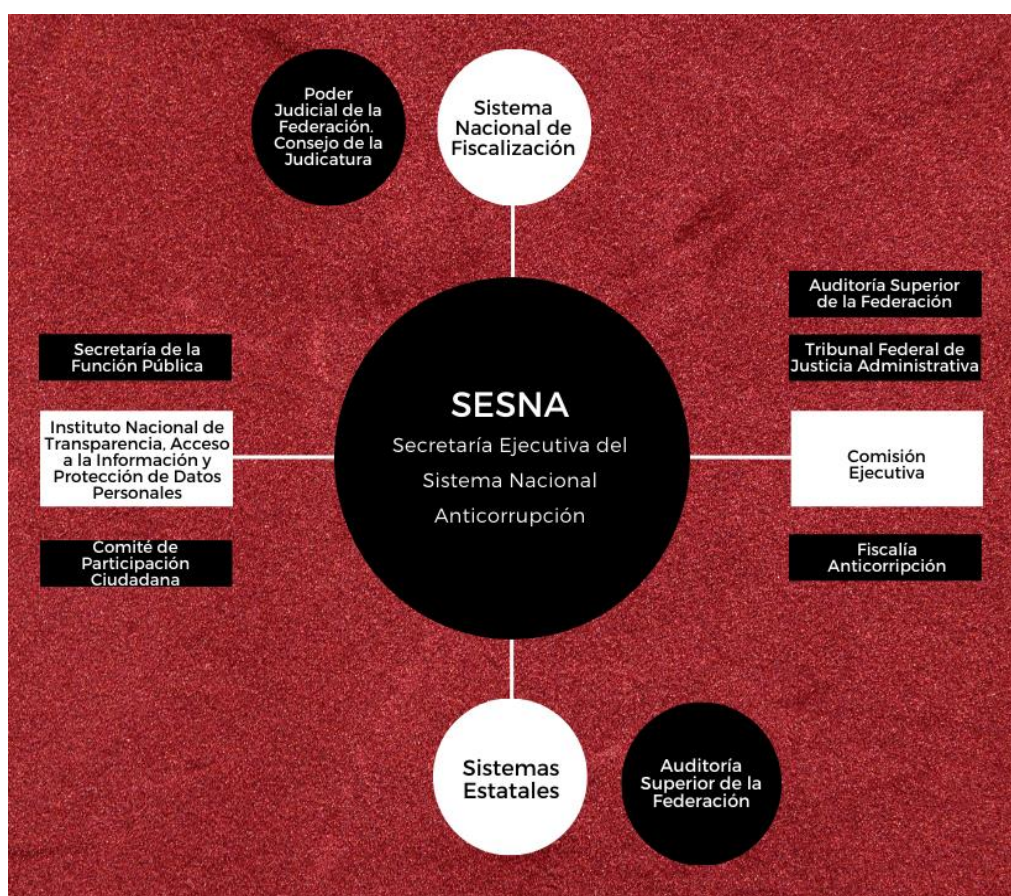 Poder
Judicial de la
Federación.
Consejo de la
Judicatura
Sistema
Nacional de
Fiscalización
Auditoría Superior
de la Federación
Secretaría de la
Función Pública
Tribunal Federal de
Justicia Administrativa
SESNA
Secretaría Ejecutiva del
Sistema Nacional
Anticorrupción
Instituto Nacional de
Transparencia, Acceso
a la Información y
Protección de Datos
Personales
Comisión
Ejecutiva
Comité de
Participación
Ciudadana
Fiscalía
Anticorripción
Sistemas
Estatales
Auditoría
Superior de la
Federación